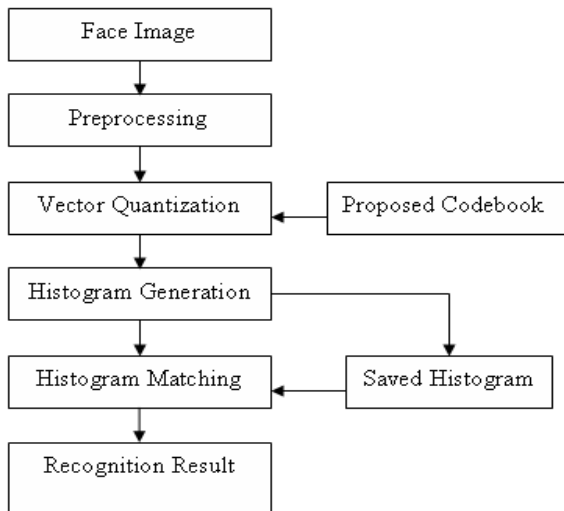 Face Image
Preprocessing
Vector Quantization
Proposed Codebook
Histogram Generation
Histogram Matching
Saved Histogram
Recognition Result